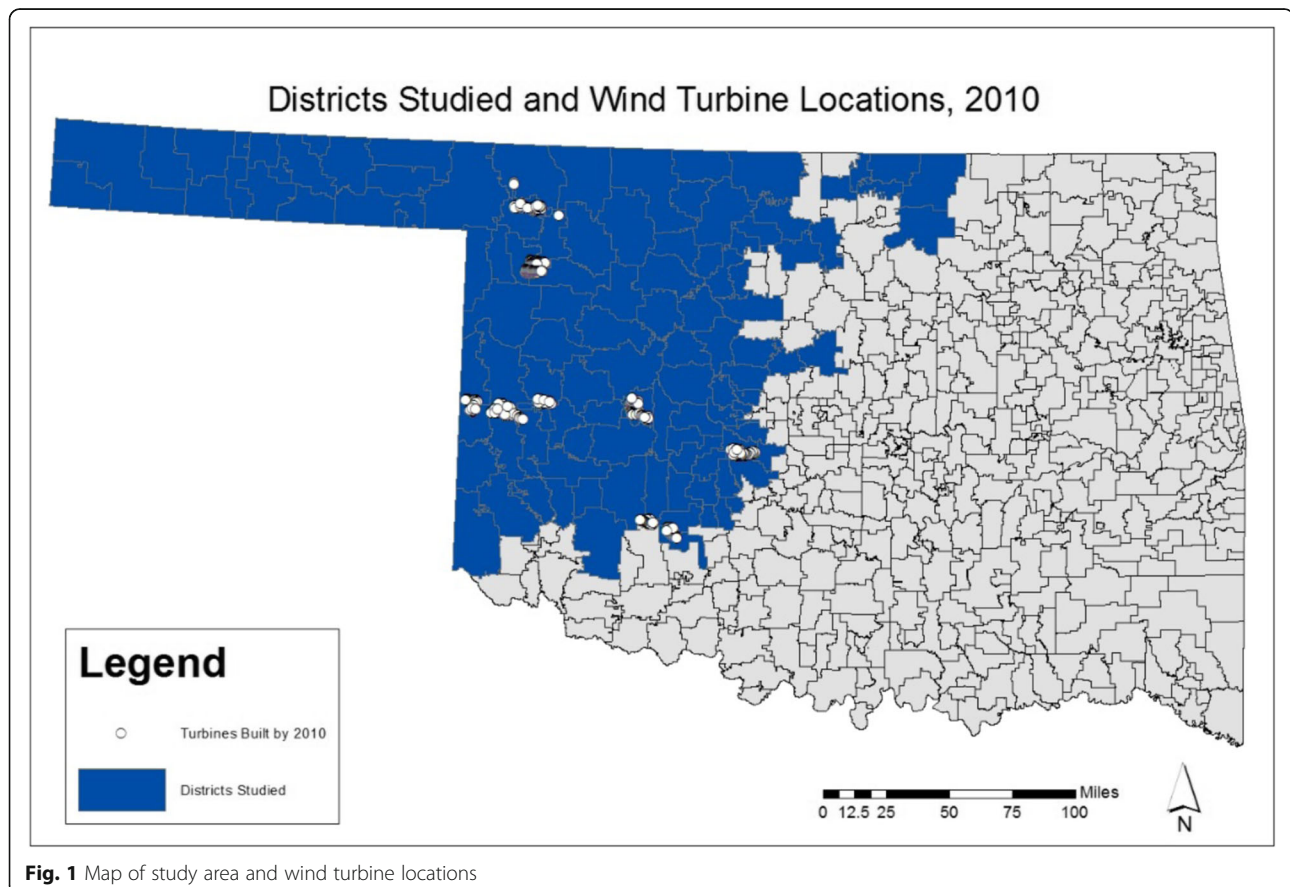 Districts Studied and Wind Turbine Locations, 2010
Legend
Turbines Built by 2010
Districts Studied
Miles
0 12.5 25 50 75 100
N
Fig. 1 Map of study area and wind turbine locations